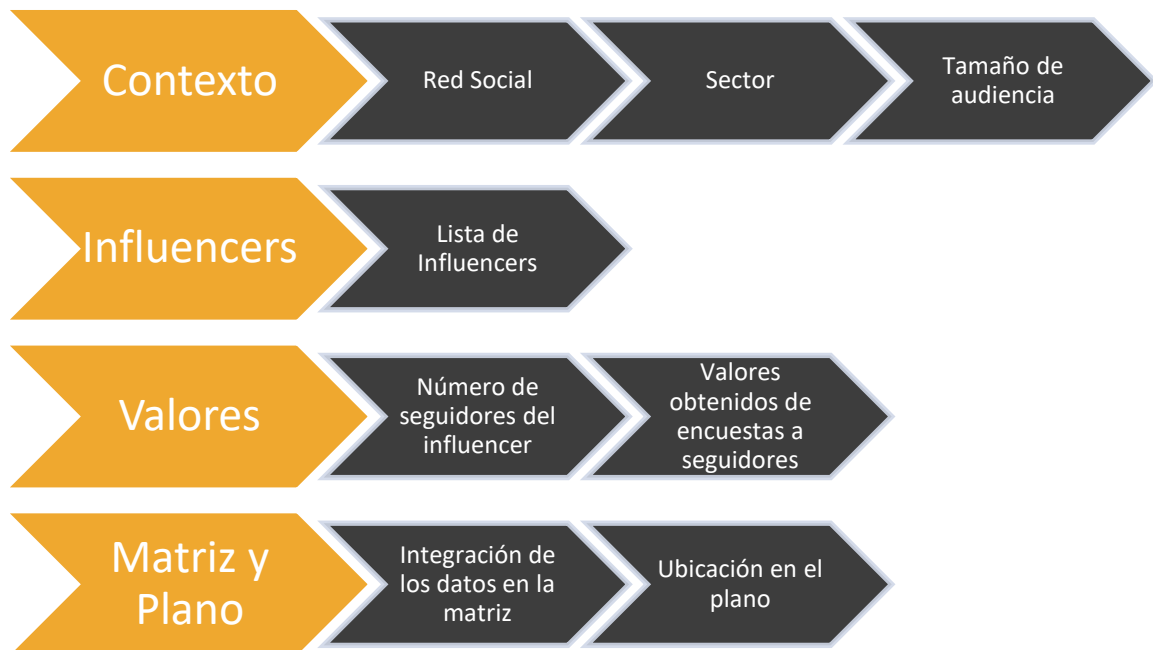 Contexto
Red Social
Sector
Tamaño de
audiencia
Influencers
Lista de
Influencers
Valores
Número de
seguidores del
influencer
Valores
obtenidos de
encuestas a
seguidores
Matriz y
Plano
Integración de
los datos en la
matriz
Ubicación en el
plano